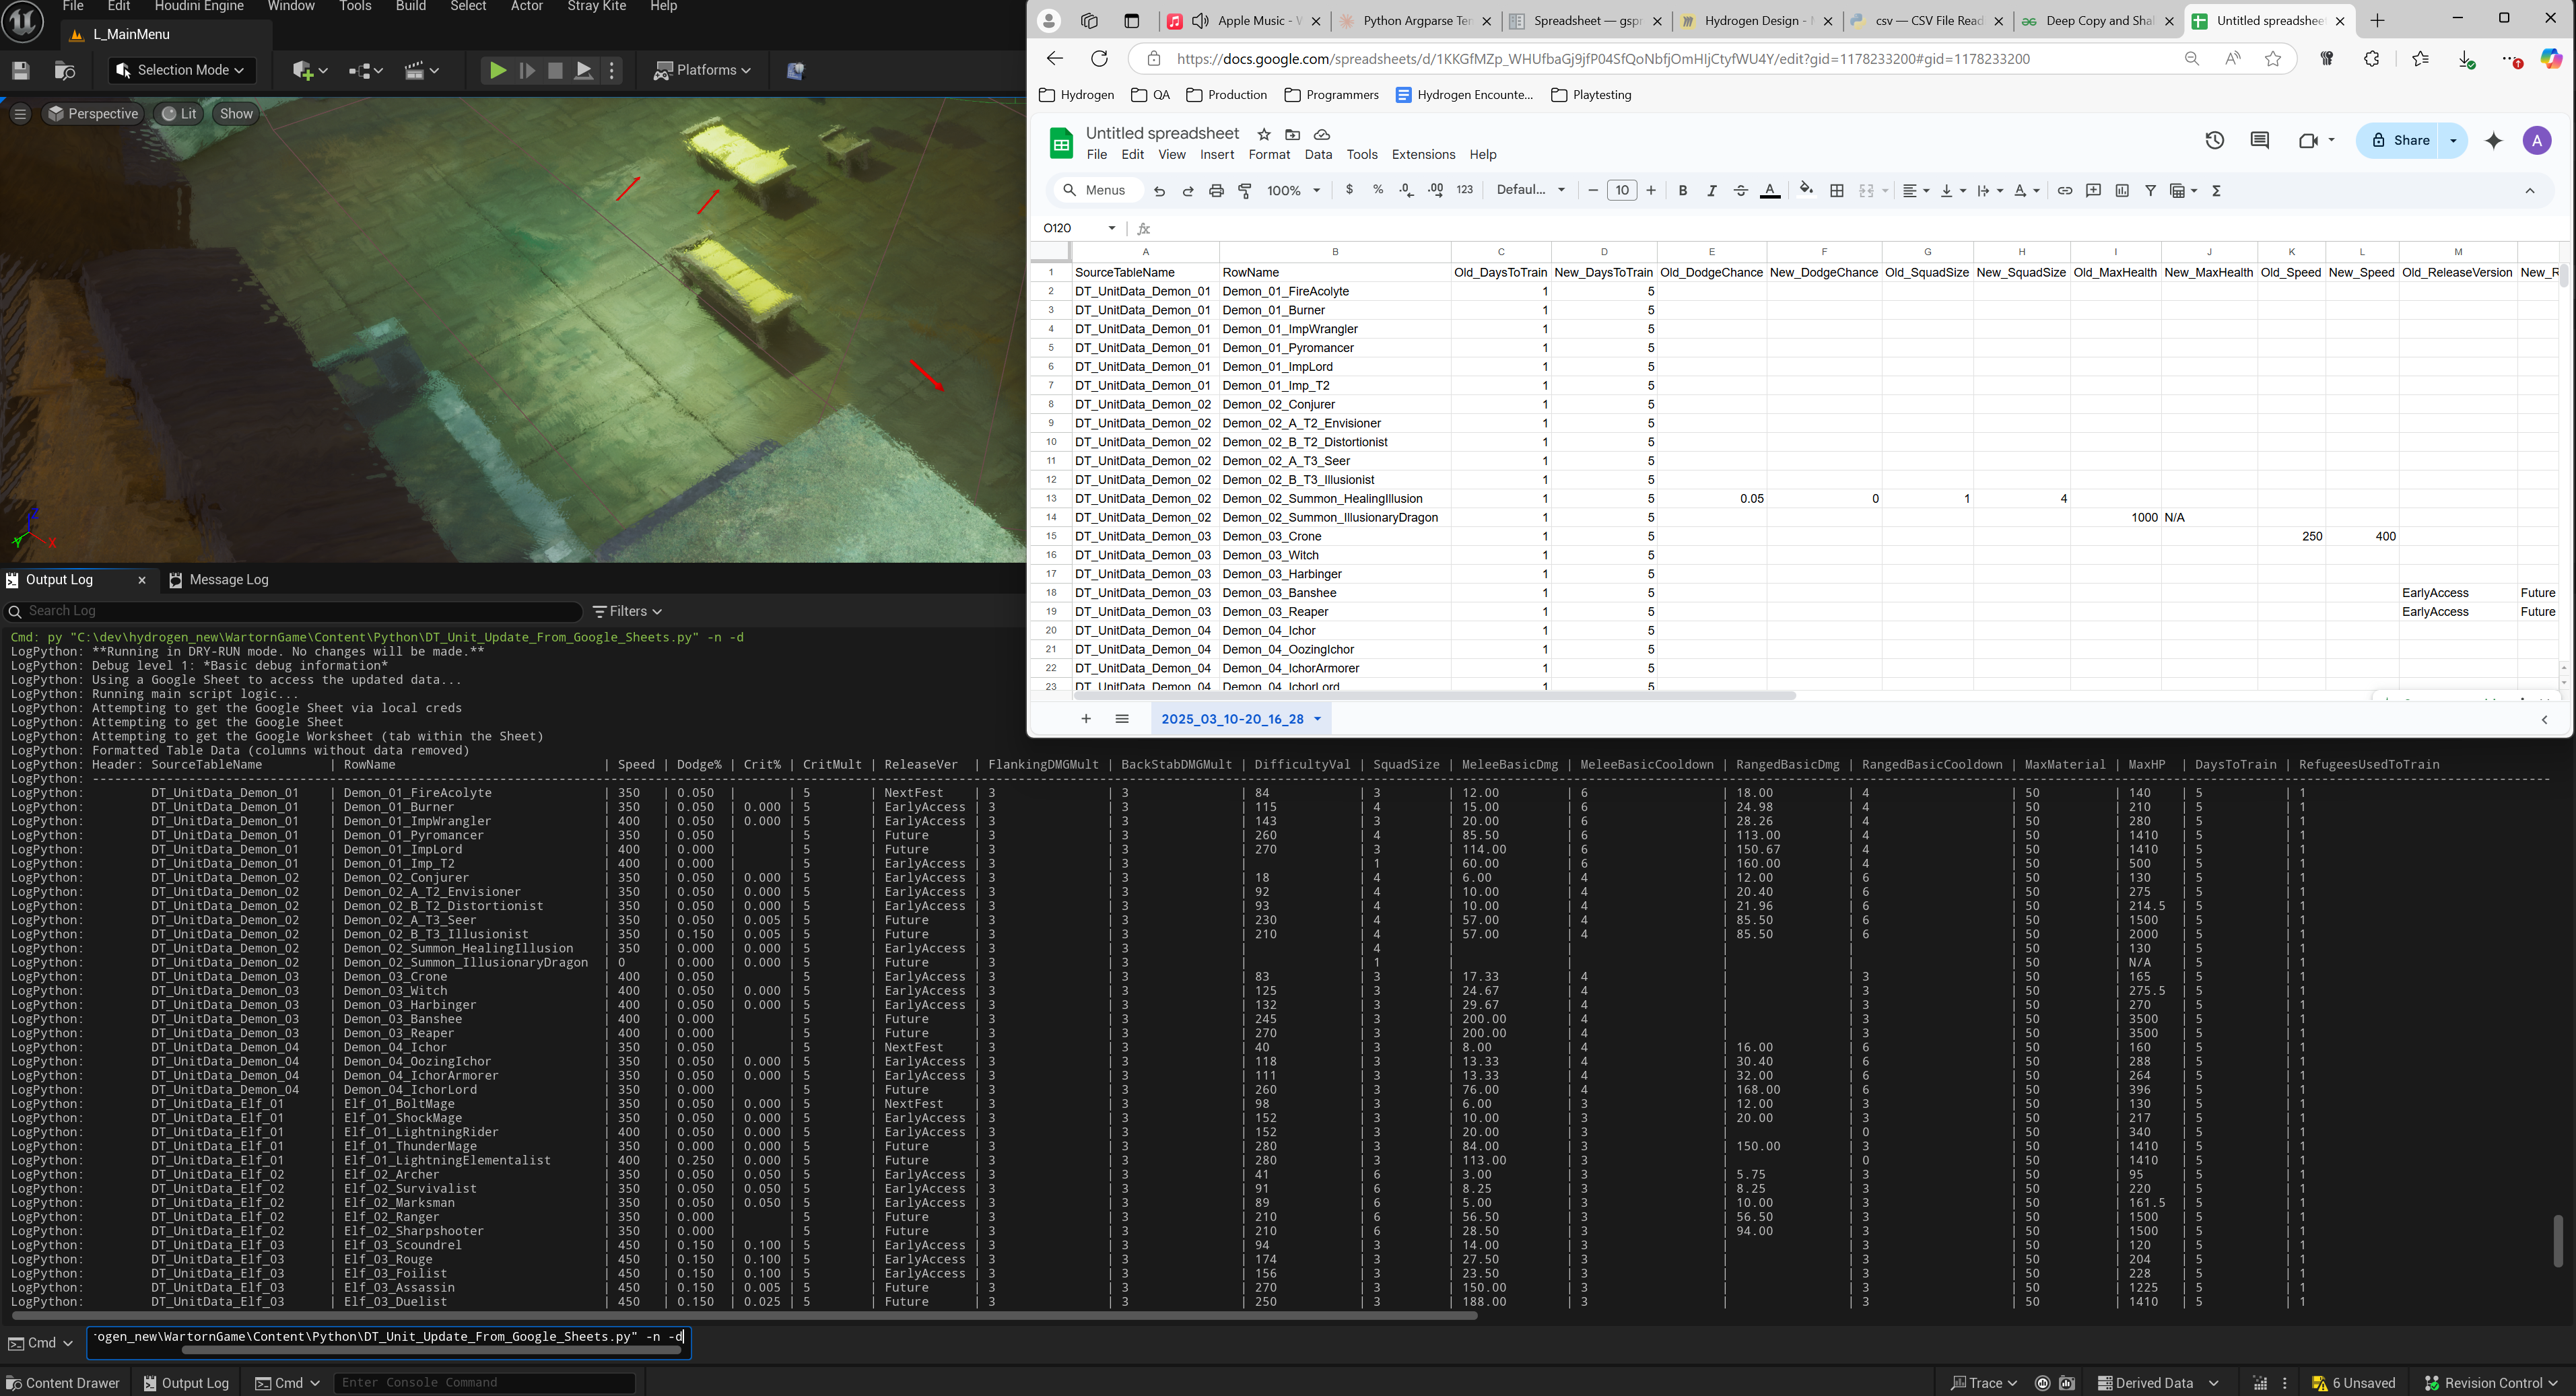 File Edit Houdini Engine Window Tools Build Select Actor Stray Kite Help
L_MainMenu
Selection Mode Platforms
Perspective Lit Show
Output Log Message Log
Search Log Filters
Apple Music - Python Argparse Spreadsheet — gspr Hydrogen Design - csv — CSV File Read Deep Copy and Sha Untitled spreadshee
https://docs.google.com/spreadsheets/d/1KKGfMZp_WHUfbaGj9jfP04SfQoNbfjOmHIjCtyfWU4Y/edit?gid=1178233200#gid=1178233200
Hydrogen QA Production Programmers Hydrogen Encounte... Playtesting
Untitled spreadsheet
File Edit View Insert Format Data Tools Extensions Help
Share A
Menus 100% $ % .0 .00 123 Defaul... 10 B I A
O120 fx
A B C D E F G H I J K L M
1 SourceTableName RowName Old_DaysToTrain New_DaysToTrain Old_DodgeChance New_DodgeChance Old_SquadSize New_SquadSize Old_MaxHealth New_MaxHealth Old_Speed New_Speed Old_ReleaseVersion New_R
2 DT_UnitData_Demon_01 Demon_01_FireAcolyte 1 5
3 DT_UnitData_Demon_01 Demon_01_Burner 1 5
4 DT_UnitData_Demon_01 Demon_01_ImpWrangler 1 5
5 DT_UnitData_Demon_01 Demon_01_Pyromancer 1 5
6 DT_UnitData_Demon_01 Demon_01_ImpLord 1 5
7 DT_UnitData_Demon_01 Demon_01_Imp_T2 1 5
8 DT_UnitData_Demon_02 Demon_02_Conjurer 1 5
9 DT_UnitData_Demon_02 Demon_02_A_T2_Envisioner 1 5
10 DT_UnitData_Demon_02 Demon_02_B_T2_Distortionist 1 5
11 DT_UnitData_Demon_02 Demon_02_A_T3_Seer 1 5
12 DT_UnitData_Demon_02 Demon_02_B_T3_Illusionist 1 5
13 DT_UnitData_Demon_02 Demon_02_Summon_HealingIllusion 1 5 0.05 0 1 4
14 DT_UnitData_Demon_02 Demon_02_Summon_IllusionaryDragon 1 5 1000 N/A
15 DT_UnitData_Demon_03 Demon_03_Crone 1 5 250 400
16 DT_UnitData_Demon_03 Demon_03_Witch 1 5
17 DT_UnitData_Demon_03 Demon_03_Harbinger 1 5
18 DT_UnitData_Demon_03 Demon_03_Banshee 1 5 EarlyAccess Future
19 DT_UnitData_Demon_03 Demon_03_Reaper 1 5 EarlyAccess Future
20 DT_UnitData_Demon_04 Demon_04_Ichor 1 5
21 DT_UnitData_Demon_04 Demon_04_OozingIchor 1 5
22 DT_UnitData_Demon_04 Demon_04_IchorArmorer 1 5
23 DT_UnitData_Demon_04 Demon_04_IchorLord 1 5
2025_03_10-20_16_28
Cmd: py "C:\dev\hydrogen_new\WartornGame\Content\Python\DT_Unit_Update_From_Google_Sheets.py" -n -d
LogPython: **Running in DRY-RUN mode. No changes will be made.**
LogPython: Debug level 1: *Basic debug information*
LogPython: Using a Google Sheet to access the updated data...
LogPython: Running main script logic...
LogPython: Attempting to get the Google Sheet via local creds
LogPython: Attempting to get the Google Sheet
LogPython: Attempting to get the Google Worksheet (tab within the Sheet)
LogPython: Formatted Table Data (columns without data removed)
LogPython: Header: SourceTableName | RowName | Speed | Dodge% | Crit% | CritMult | ReleaseVer | FlankingDMGMult | BackStabDMGMult | DifficultyVal | SquadSize | MeleeBasicDmg | MeleeBasicCooldown | RangedBasicDmg | RangedBasicCooldown | MaxMaterial | MaxHP | DaysToTrain | RefugeesUsedToTrain
LogPython: ----------
LogPython: DT_UnitData_Demon_01 | Demon_01_FireAcolyte | 350 | 0.050 | | 5 | NextFest | 3 | 3 | 84 | 3 | 12.00 | 6 | 18.00 | 4 | 50 | 140 | 5 | 1
LogPython: DT_UnitData_Demon_01 | Demon_01_Burner | 350 | 0.050 | 0.000 | 5 | EarlyAccess | 3 | 3 | 115 | 4 | 15.00 | 6 | 24.98 | 4 | 50 | 210 | 5 | 1
LogPython: DT_UnitData_Demon_01 | Demon_01_ImpWrangler | 400 | 0.050 | 0.000 | 5 | EarlyAccess | 3 | 3 | 143 | 3 | 20.00 | 6 | 28.26 | 4 | 50 | 280 | 5 | 1
LogPython: DT_UnitData_Demon_01 | Demon_01_Pyromancer | 350 | 0.050 | | 5 | Future | 3 | 3 | 260 | 4 | 85.50 | 6 | 113.00 | 4 | 50 | 1410 | 5 | 1
LogPython: DT_UnitData_Demon_01 | Demon_01_ImpLord | 400 | 0.000 | | 5 | Future | 3 | 3 | 270 | 3 | 114.00 | 6 | 150.67 | 4 | 50 | 1410 | 5 | 1
LogPython: DT_UnitData_Demon_01 | Demon_01_Imp_T2 | 400 | 0.000 | | 5 | EarlyAccess | 3 | 3 | | 1 | 60.00 | 6 | 160.00 | 4 | 50 | 500 | 5 | 1
LogPython: DT_UnitData_Demon_02 | Demon_02_Conjurer | 350 | 0.050 | 0.000 | 5 | EarlyAccess | 3 | 3 | 18 | 4 | 6.00 | 4 | 12.00 | 6 | 50 | 130 | 5 | 1
LogPython: DT_UnitData_Demon_02 | Demon_02_A_T2_Envisioner | 350 | 0.050 | 0.000 | 5 | EarlyAccess | 3 | 3 | 92 | 4 | 10.00 | 4 | 20.40 | 6 | 50 | 275 | 5 | 1
LogPython: DT_UnitData_Demon_02 | Demon_02_B_T2_Distortionist | 350 | 0.050 | 0.000 | 5 | EarlyAccess | 3 | 3 | 93 | 4 | 10.00 | 4 | 21.96 | 6 | 50 | 214.5 | 5 | 1
LogPython: DT_UnitData_Demon_02 | Demon_02_A_T3_Seer | 350 | 0.050 | 0.005 | 5 | Future | 3 | 3 | 230 | 4 | 57.00 | 4 | 85.50 | 6 | 50 | 1500 | 5 | 1
LogPython: DT_UnitData_Demon_02 | Demon_02_B_T3_Illusionist | 350 | 0.150 | 0.005 | 5 | Future | 3 | 3 | 210 | 4 | 57.00 | 4 | 85.50 | 6 | 50 | 2000 | 5 | 1
LogPython: DT_UnitData_Demon_02 | Demon_02_Summon_HealingIllusion | 350 | 0.000 | 0.000 | 5 | EarlyAccess | 3 | 3 | | 4 | | | | | 50 | 130 | 5 | 1
LogPython: DT_UnitData_Demon_02 | Demon_02_Summon_IllusionaryDragon | 0 | 0.000 | 0.000 | 5 | Future | 3 | 3 | | 1 | | | | | 50 | N/A | 5 | 1
LogPython: DT_UnitData_Demon_03 | Demon_03_Crone | 400 | 0.050 | | 5 | EarlyAccess | 3 | 3 | 83 | 3 | 17.33 | 4 | | 3 | 50 | 165 | 5 | 1
LogPython: DT_UnitData_Demon_03 | Demon_03_Witch | 400 | 0.050 | 0.000 | 5 | EarlyAccess | 3 | 3 | 125 | 3 | 24.67 | 4 | | 3 | 50 | 275.5 | 5 | 1
LogPython: DT_UnitData_Demon_03 | Demon_03_Harbinger | 400 | 0.050 | 0.000 | 5 | EarlyAccess | 3 | 3 | 132 | 3 | 29.67 | 4 | | 3 | 50 | 270 | 5 | 1
LogPython: DT_UnitData_Demon_03 | Demon_03_Banshee | 400 | 0.000 | | 5 | Future | 3 | 3 | 245 | 3 | 200.00 | 4 | | 3 | 50 | 3500 | 5 | 1
LogPython: DT_UnitData_Demon_03 | Demon_03_Reaper | 400 | 0.000 | | 5 | Future | 3 | 3 | 270 | 3 | 200.00 | 4 | | 3 | 50 | 3500 | 5 | 1
LogPython: DT_UnitData_Demon_04 | Demon_04_Ichor | 350 | 0.050 | | 5 | NextFest | 3 | 3 | 40 | 3 | 8.00 | 4 | 16.00 | 6 | 50 | 160 | 5 | 1
LogPython: DT_UnitData_Demon_04 | Demon_04_OozingIchor | 350 | 0.050 | 0.000 | 5 | EarlyAccess | 3 | 3 | 118 | 3 | 13.33 | 4 | 30.40 | 6 | 50 | 288 | 5 | 1
LogPython: DT_UnitData_Demon_04 | Demon_04_IchorArmorer | 350 | 0.050 | 0.000 | 5 | EarlyAccess | 3 | 3 | 111 | 3 | 13.33 | 4 | 32.00 | 6 | 50 | 264 | 5 | 1
LogPython: DT_UnitData_Demon_04 | Demon_04_IchorLord | 350 | 0.000 | | 5 | Future | 3 | 3 | 260 | 3 | 76.00 | 4 | 168.00 | 6 | 50 | 396 | 5 | 1
LogPython: DT_UnitData_Elf_01 | Elf_01_BoltMage | 350 | 0.050 | 0.000 | 5 | NextFest | 3 | 3 | 98 | 3 | 6.00 | 3 | 12.00 | 3 | 50 | 130 | 5 | 1
LogPython: DT_UnitData_Elf_01 | Elf_01_ShockMage | 350 | 0.050 | 0.000 | 5 | EarlyAccess | 3 | 3 | 152 | 3 | 10.00 | 3 | 20.00 | 3 | 50 | 217 | 5 | 1
LogPython: DT_UnitData_Elf_01 | Elf_01_LightningRider | 400 | 0.050 | 0.000 | 5 | EarlyAccess | 3 | 3 | 152 | 3 | 20.00 | 3 | | 0 | 50 | 340 | 5 | 1
LogPython: DT_UnitData_Elf_01 | Elf_01_ThunderMage | 350 | 0.000 | 0.000 | 5 | Future | 3 | 3 | 280 | 3 | 84.00 | 3 | 150.00 | 3 | 50 | 1410 | 5 | 1
LogPython: DT_UnitData_Elf_01 | Elf_01_LightningElementalist | 400 | 0.250 | 0.000 | 5 | Future | 3 | 3 | 280 | 3 | 113.00 | 3 | | 0 | 50 | 1410 | 5 | 1
LogPython: DT_UnitData_Elf_02 | Elf_02_Archer | 350 | 0.050 | 0.050 | 5 | EarlyAccess | 3 | 3 | 41 | 6 | 3.00 | 3 | 5.75 | 3 | 50 | 95 | 5 | 1
LogPython: DT_UnitData_Elf_02 | Elf_02_Survivalist | 350 | 0.050 | 0.050 | 5 | EarlyAccess | 3 | 3 | 91 | 6 | 8.25 | 3 | 8.25 | 3 | 50 | 220 | 5 | 1
LogPython: DT_UnitData_Elf_02 | Elf_02_Marksman | 350 | 0.050 | 0.050 | 5 | EarlyAccess | 3 | 3 | 89 | 6 | 5.00 | 3 | 10.00 | 3 | 50 | 161.5 | 5 | 1
LogPython: DT_UnitData_Elf_02 | Elf_02_Ranger | 350 | 0.000 | | 5 | Future | 3 | 3 | 210 | 6 | 56.50 | 3 | 56.50 | 3 | 50 | 1500 | 5 | 1
LogPython: DT_UnitData_Elf_02 | Elf_02_Sharpshooter | 350 | 0.000 | | 5 | Future | 3 | 3 | 210 | 6 | 28.50 | 3 | 94.00 | 3 | 50 | 1500 | 5 | 1
LogPython: DT_UnitData_Elf_03 | Elf_03_Scoundrel | 450 | 0.150 | 0.100 | 5 | EarlyAccess | 3 | 3 | 94 | 3 | 14.00 | 3 | | 3 | 50 | 120 | 5 | 1
LogPython: DT_UnitData_Elf_03 | Elf_03_Rouge | 450 | 0.150 | 0.100 | 5 | EarlyAccess | 3 | 3 | 174 | 3 | 27.50 | 3 | | 3 | 50 | 204 | 5 | 1
LogPython: DT_UnitData_Elf_03 | Elf_03_Foilist | 450 | 0.150 | 0.100 | 5 | EarlyAccess | 3 | 3 | 156 | 3 | 23.50 | 3 | | 3 | 50 | 228 | 5 | 1
LogPython: DT_UnitData_Elf_03 | Elf_03_Assassin | 450 | 0.150 | 0.005 | 5 | Future | 3 | 3 | 270 | 3 | 150.00 | 3 | | 3 | 50 | 1225 | 5 | 1
LogPython: DT_UnitData_Elf_03 | Elf_03_Duelist | 450 | 0.150 | 0.025 | 5 | Future | 3 | 3 | 250 | 3 | 188.00 | 3 | | 3 | 50 | 1410 | 5 | 1
Cmd ogen_new\WartornGame\Content\Python\DT_Unit_Update_From_Google_Sheets.py" -n -d
Content Drawer Output Log Cmd Enter Console Command Trace Derived Data 6 Unsaved Revision Control